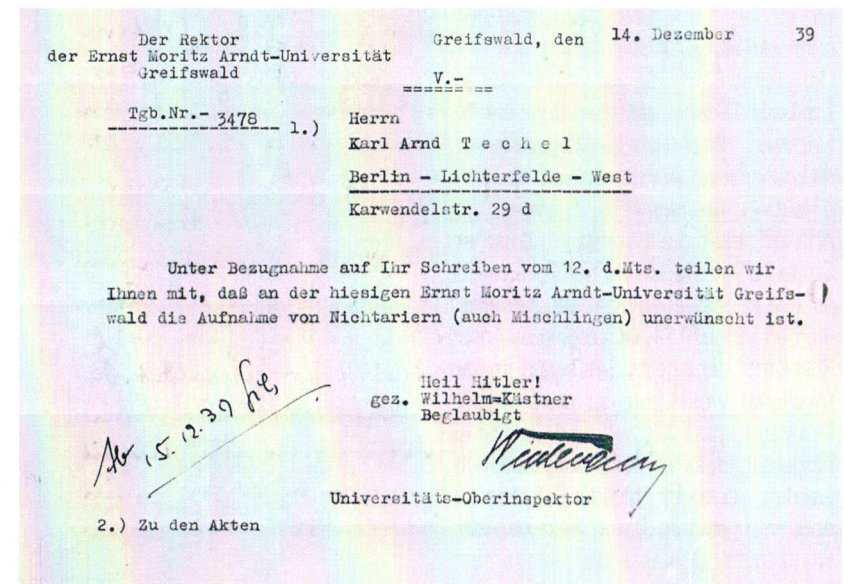 Der Rektor
der Ernst Moritz Arndt-Universität
Greifswald
Greifswald, den 14. Dezember 39
V.-
Tgb.Nr.- 3478 1.)
Herrn
Karl Arnd T e c h e l
Berlin - Lichterfelde - West
Karwendelstr. 29 d
Unter Bezugnahme auf Ihr Schreiben vom 12. d.Mts. teilen wir
Ihnen mit, daß an der hiesigen Ernst Moritz Arndt-Universität Greifs-
wald die Aufnahme von Nichtariern (auch Mischlingen) unerwünscht ist.
Heil Hitler!
gez. Wilhelm=Kästner
Beglaubigt
15.12.39
Universitäts-Oberinspektor
2.) Zu den Akten